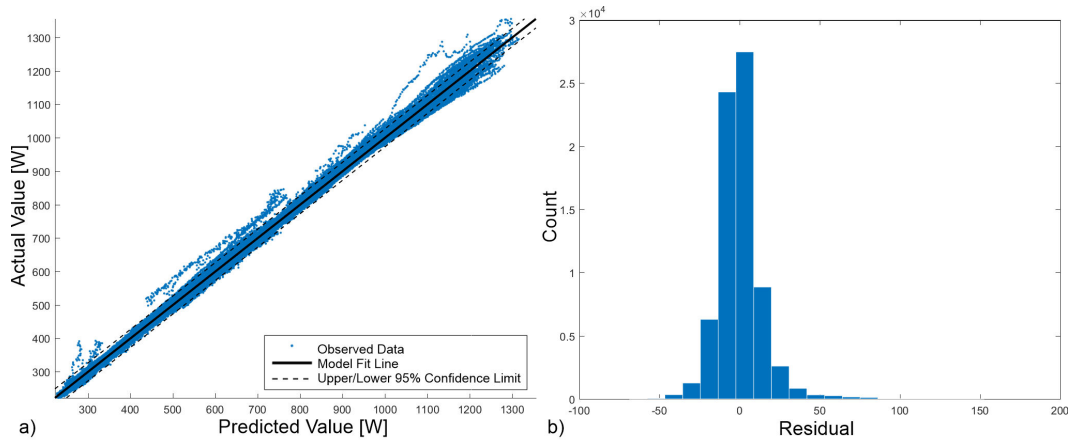 1300
1200
1100
1000
900
800
700
600
500
400
300
Actual Value [W]
Observed Data
Model Fit Line
Upper/Lower 95% Confidence Limit
300 400 500 600 700 800 900 1000 1100 1200 1300
a) Predicted Value [W]
×10⁴
3
2.5
2
1.5
1
0.5
0
Count
-100 -50 0 50 100 150 200
b) Residual